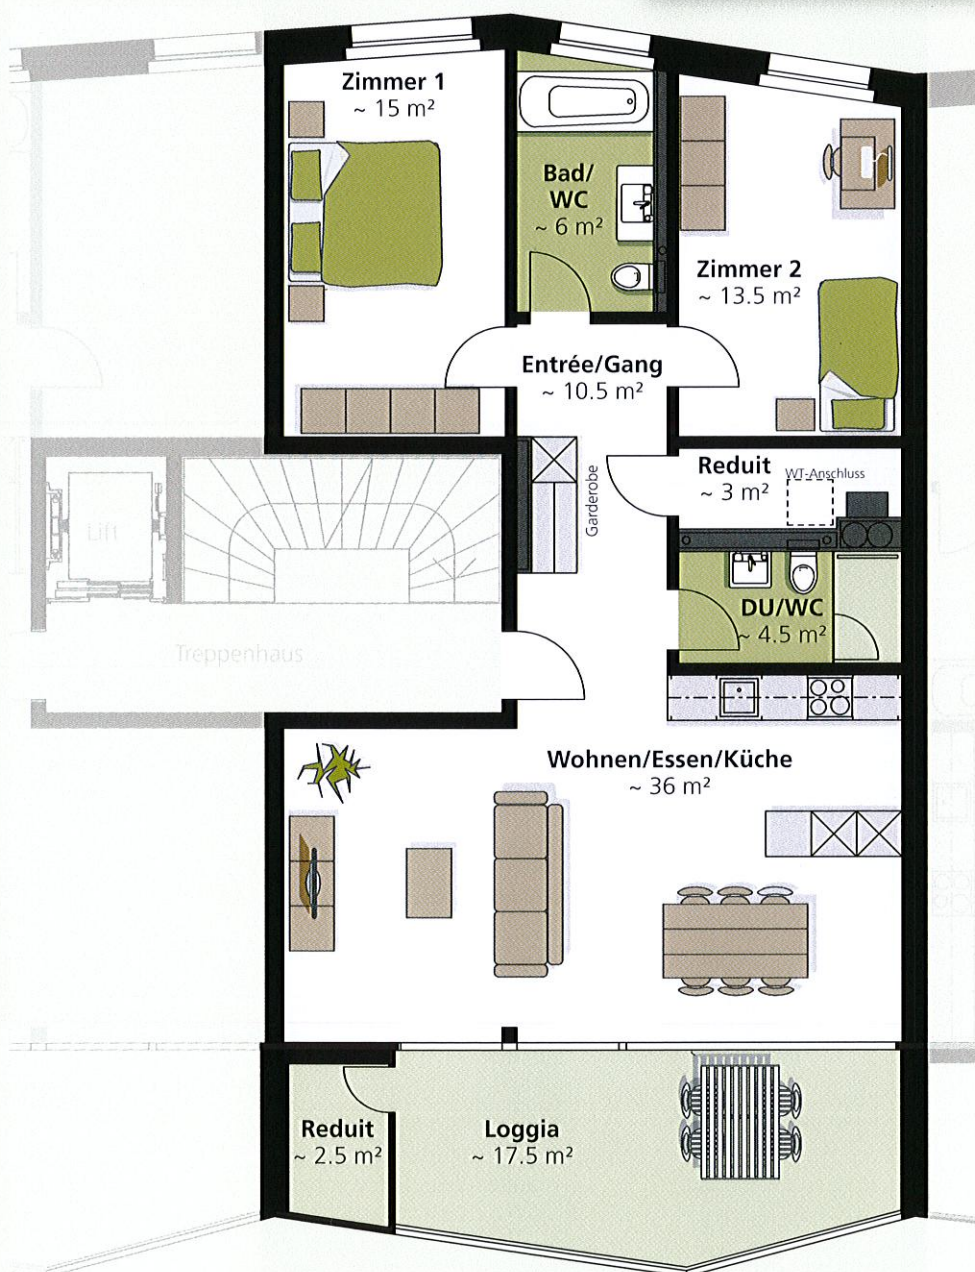 Zimmer 1
~ 15 m²
Bad/
WC
~ 6 m²
Zimmer 2
~ 13.5 m²
Entrée/Gang
~ 10.5 m²
Garderobe
Reduit
~ 3 m²
WT-Anschluss
Lift
DU/WC
~ 4.5 m²
Treppenhaus
Wohnen/Essen/Küche
~ 36 m²
Reduit
~ 2.5 m²
Loggia
~ 17.5 m²